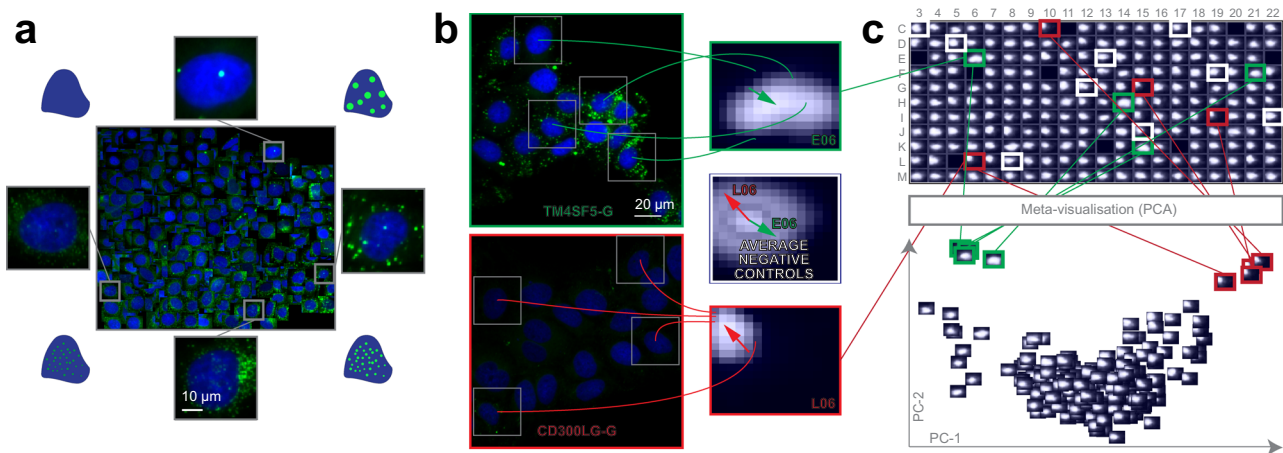 a
10 µm
b
TM4SF5-G
20 µm
E06
L06
E06
AVERAGE
NEGATIVE
CONTROLS
CD300LG-G
L06
c
3 4 5 6 7 8 9 10 11 12 13 14 15 16 17 18 19 20 21 22
C
D
E
F
G
H
I
J
K
L
M
Meta-visualisation (PCA)
PC-2
PC-1